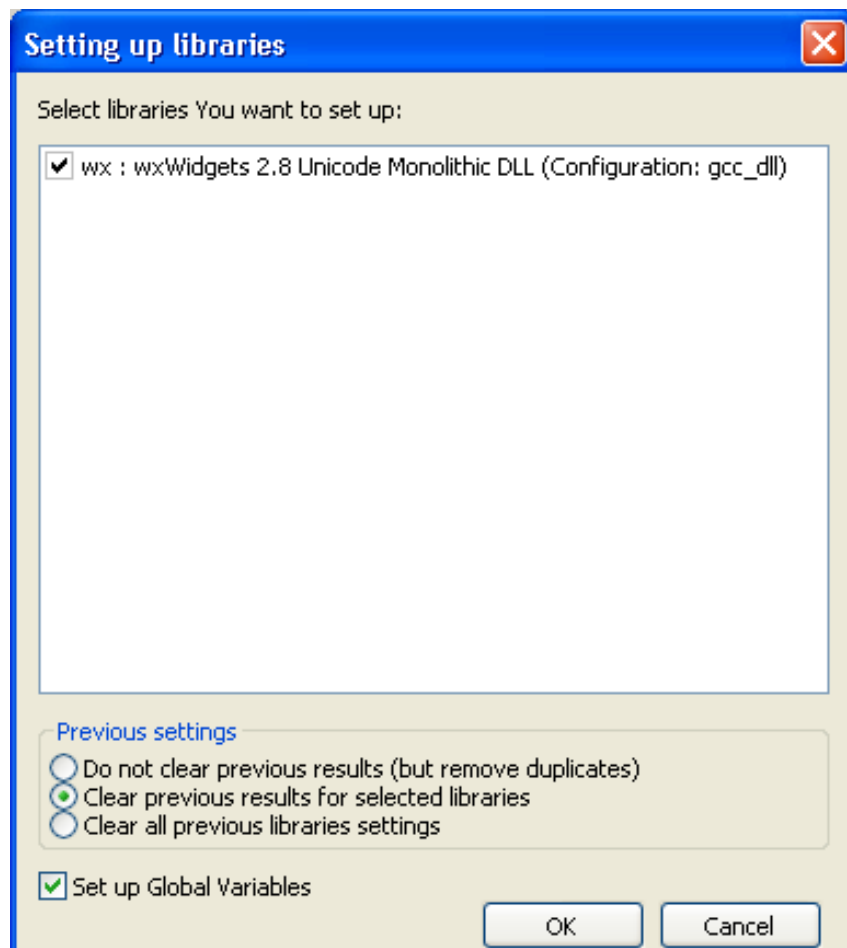 Setting up libraries
Select libraries You want to set up:
wx : wxWidgets 2.8 Unicode Monolithic DLL (Configuration: gcc_dll)
Previous settings
Do not clear previous results (but remove duplicates)
Clear previous results for selected libraries
Clear all previous libraries settings
Set up Global Variables
OK Cancel